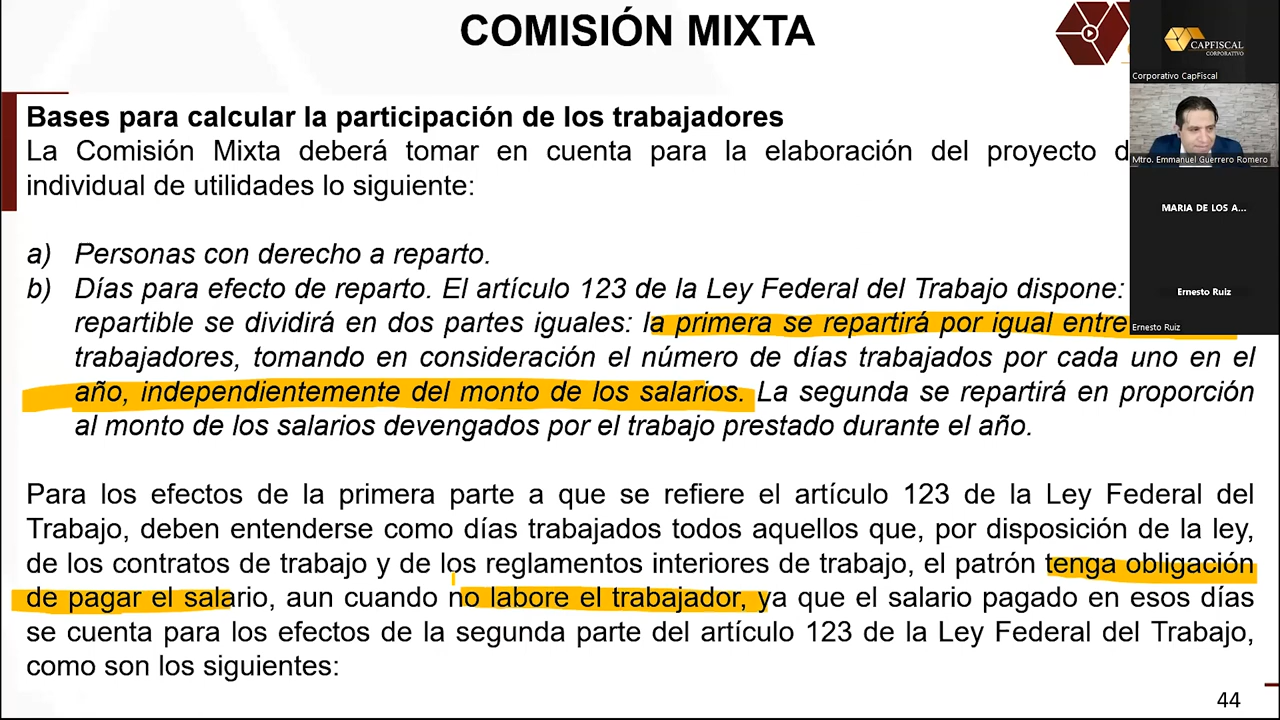 COMISIÓN MIXTA
CAPFISCAL
CORPORATIVO
Corporativo CapFiscal
Bases para calcular la participación de los trabajadores
La Comisión Mixta deberá tomar en cuenta para la elaboración del proyecto
individual de utilidades lo siguiente:
Mtro. Emmanuel Guerrero Romero
MARIA DE LOS A...
Ernesto Ruiz
Ernesto Ruiz
a) Personas con derecho a reparto.
b) Días para efecto de reparto. El artículo 123 de la Ley Federal del Trabajo dispone:
repartible se dividirá en dos partes iguales: la primera se repartirá por igual entre
trabajadores, tomando en consideración el número de días trabajados por cada uno en el
año, independientemente del monto de los salarios. La segunda se repartirá en proporción
al monto de los salarios devengados por el trabajo prestado durante el año.
Para los efectos de la primera parte a que se refiere el artículo 123 de la Ley Federal del
Trabajo, deben entenderse como días trabajados todos aquellos que, por disposición de la ley,
de los contratos de trabajo y de los reglamentos interiores de trabajo, el patrón tenga obligación
de pagar el salario, aun cuando no labore el trabajador, ya que el salario pagado en esos días
se cuenta para los efectos de la segunda parte del artículo 123 de la Ley Federal del Trabajo,
como son los siguientes:
44